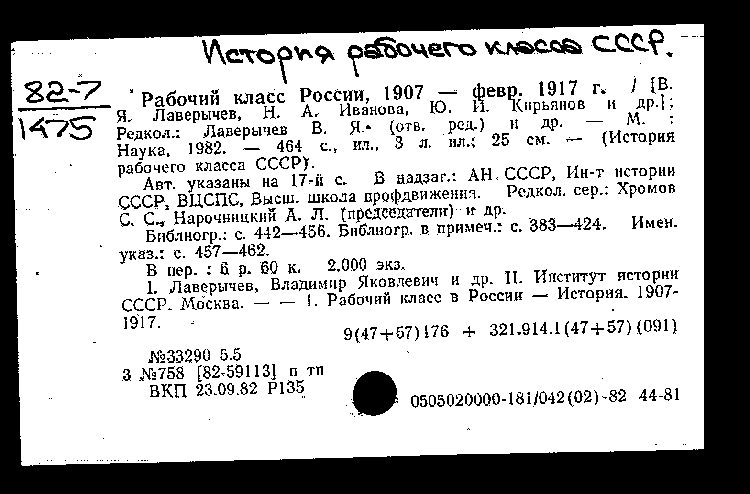 История рабочего класса СССР.
82-7
1475
Рабочий класс России, 1907 — февр. 1917 г. / [В.
Я. Лаверычев, Н. А. Иванова, Ю. И. Кирьянов и др.];
Редкол.: Лаверычев В. Я. (отв. ред.) и др. — М. :
Наука, 1982. — 464 с., ил., 3 л. ил.; 25 см. — (История
рабочего класса СССР).
Авт. указаны на 17-й с. В надзаг.: АН СССР, Ин-т истории
СССР, ВЦСПС, Высш. школа профдвижения. Редкол. сер.: Хромов
С. С., Нарочницкий А. Л. (председатели) и др.
Библиогр.: с. 442—456. Библиогр. в примеч.: с. 383—424. Имен.
указ.: с. 457—462.
В пер. : 6 р. 60 к. 2.000 экз.
1. Лаверычев, Владимир Яковлевич и др. II. Институт истории
СССР. Москва. — — 1. Рабочий класс в России — История. 1907-
1917.
9(47+57)176 + 321.914.1(47+57)(091)
№33290 5.5
3 №758 [82-59113] п тп
ВКП 23.09.82 Р135
0505020000-181/042(02)-82 44-81